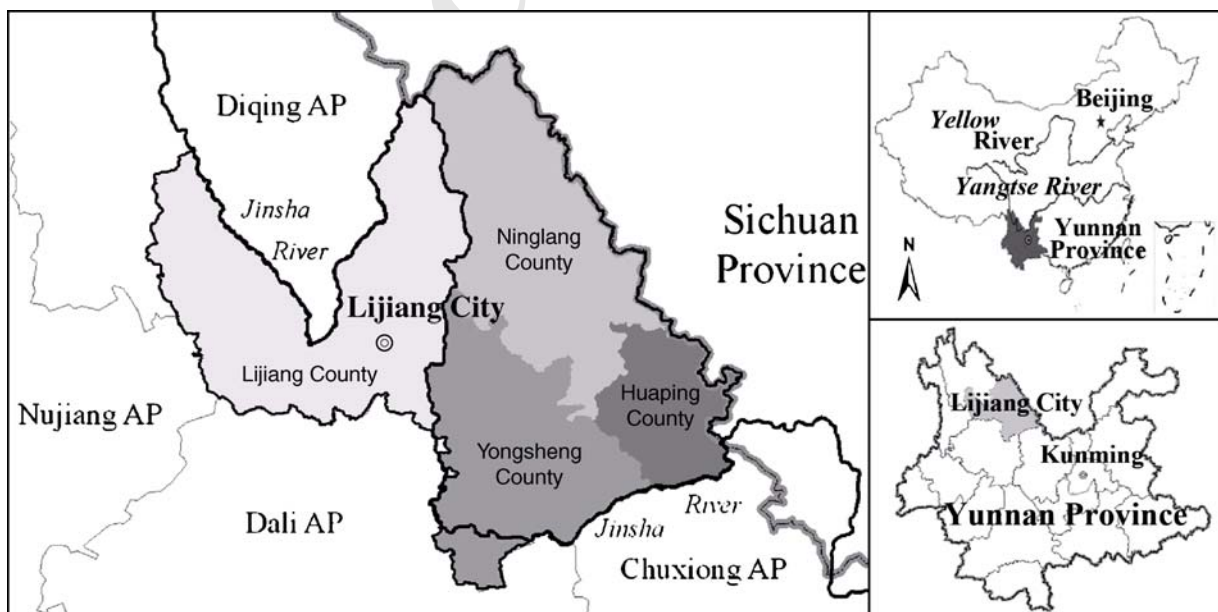 Diqing AP
Jinsha
River
Ninglang
County
Sichuan
Province
Lijiang City
Lijiang County
Huaping
County
Nujiang AP
Yongsheng
County
Dali AP
Jinsha
River
Chuxiong AP
Beijing
Yellow
River
Yangtse River
Yunnan
Province
N
Lijiang City
Kunming
Yunnan Province